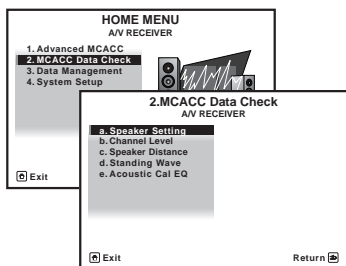 HOME MENU
A/V RECEIVER
1. Advanced MCACC
2. MCACC Data Check
3. Data Management
4. System Setup
Exit
2.MCACC Data Check
A/V RECEIVER
a. Speaker Setting
b. Channel Level
c. Speaker Distance
d. Standing Wave
e. Acoustic Cal EQ
Exit
Return